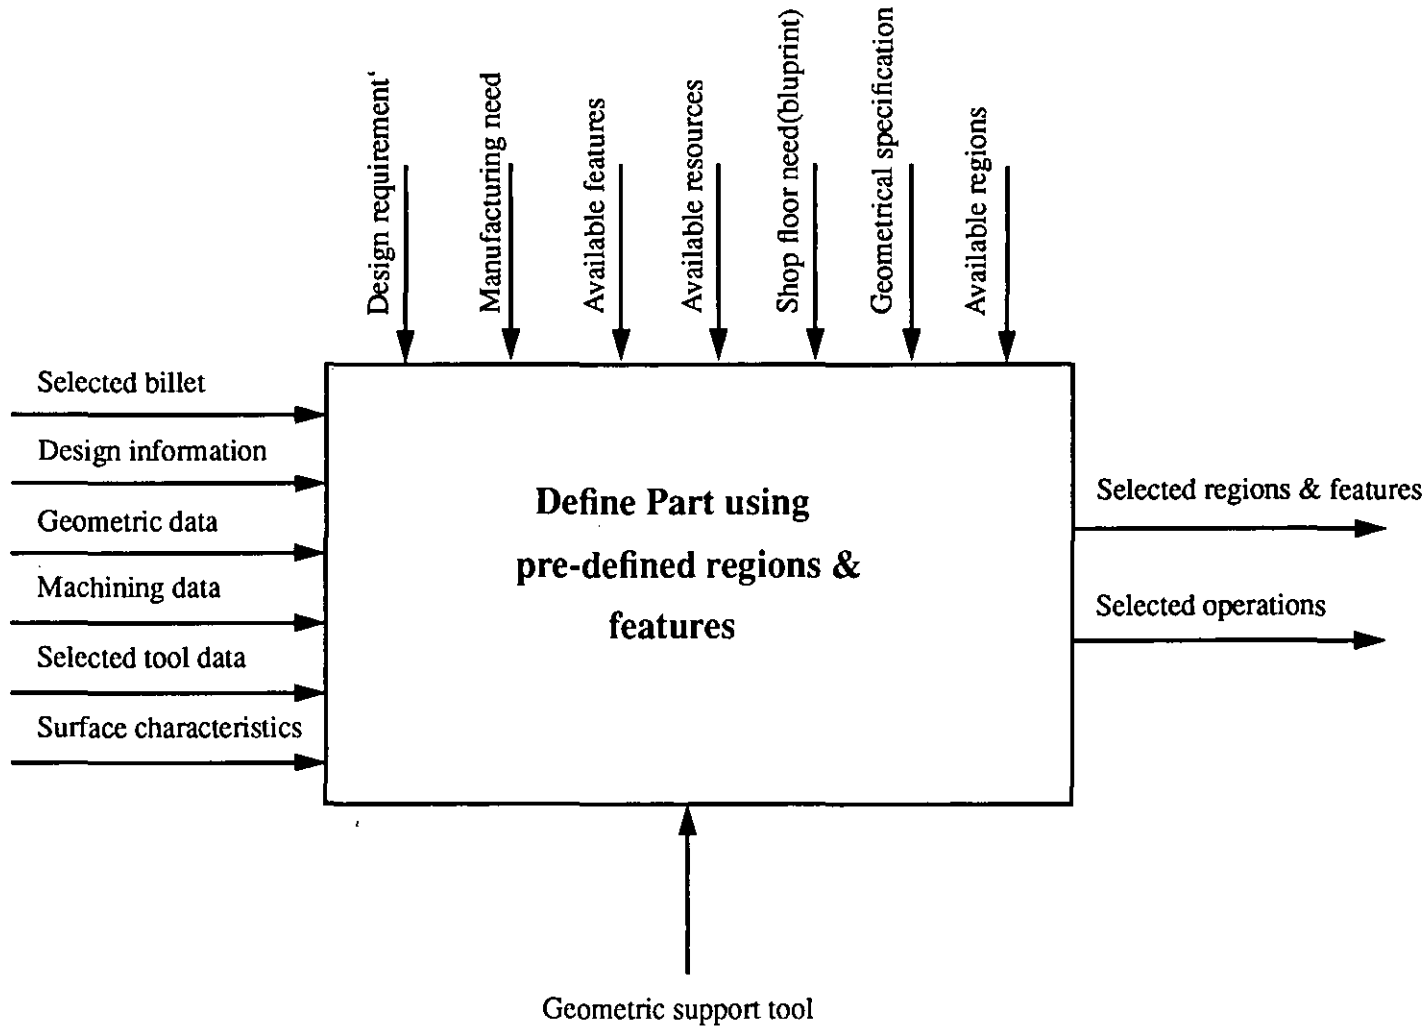 Design requirement‘
Manufacturing need
Available features
Available resources
Shop floor need(bluprint)
Geometrical specification
Available regions
Selected billet
Design information
Geometric data
Machining data
Selected tool data
Surface characteristics
Define Part using
pre-defined regions &
features
Selected regions & features
Selected operations
Geometric support tool